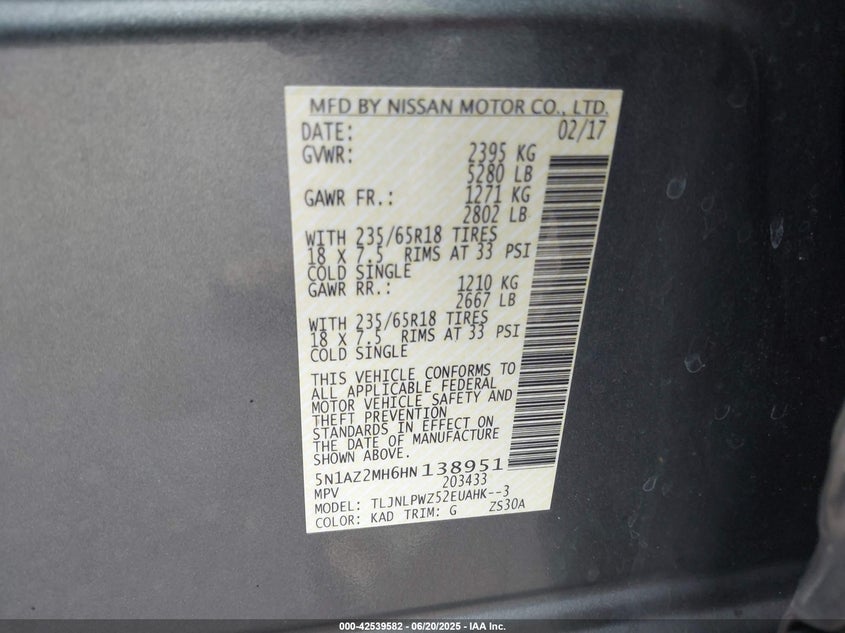 MFD BY NISSAN MOTOR CO., LTD.
DATE: 02/17
GVWR: 2395 KG
5280 LB
GAWR FR.: 1271 KG
2802 LB
WITH 235/65R18 TIRES
18 X 7.5 RIMS AT 33 PSI
COLD SINGLE
GAWR RR.: 1210 KG
2667 LB
WITH 235/65R18 TIRES
18 X 7.5 RIMS AT 33 PSI
COLD SINGLE
THIS VEHICLE CONFORMS TO
ALL APPLICABLE FEDERAL
MOTOR VEHICLE SAFETY AND
THEFT PREVENTION
STANDARDS IN EFFECT ON
THE DATE OF MANUFACTURE
SHOWN ABOVE.
5N1AZ2MH6HN138951
MPV 203433
MODEL: TLJNLPWZ52EUAHK--3
COLOR: KAD TRIM: G ZS30A
000-42539582 / 06/20/2025 - IAA Inc.